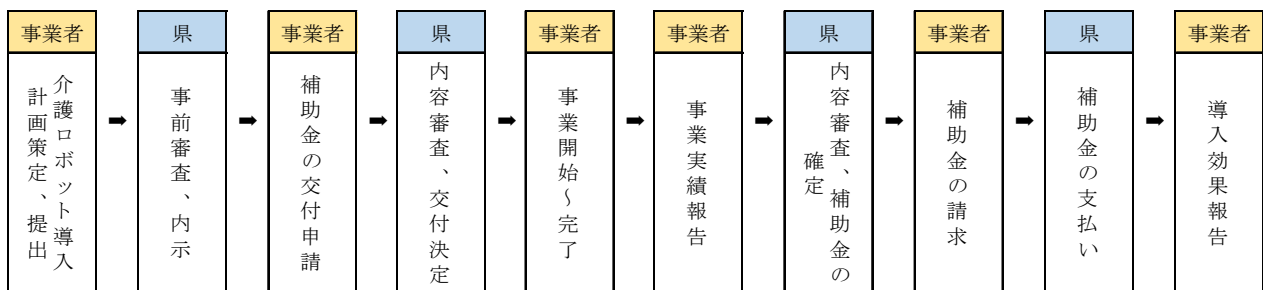 事業者
介護ロボット導入
計画策定、提出
➡
県
事前審査、内示
➡
事業者
補助金の交付申請
➡
県
内容審査、交付決定
➡
事業者
事業開始～完了
➡
事業者
事業実績報告
➡
県
内容審査、補助金の
確定
➡
事業者
補助金の請求
➡
県
補助金の支払い
➡
事業者
導入効果報告